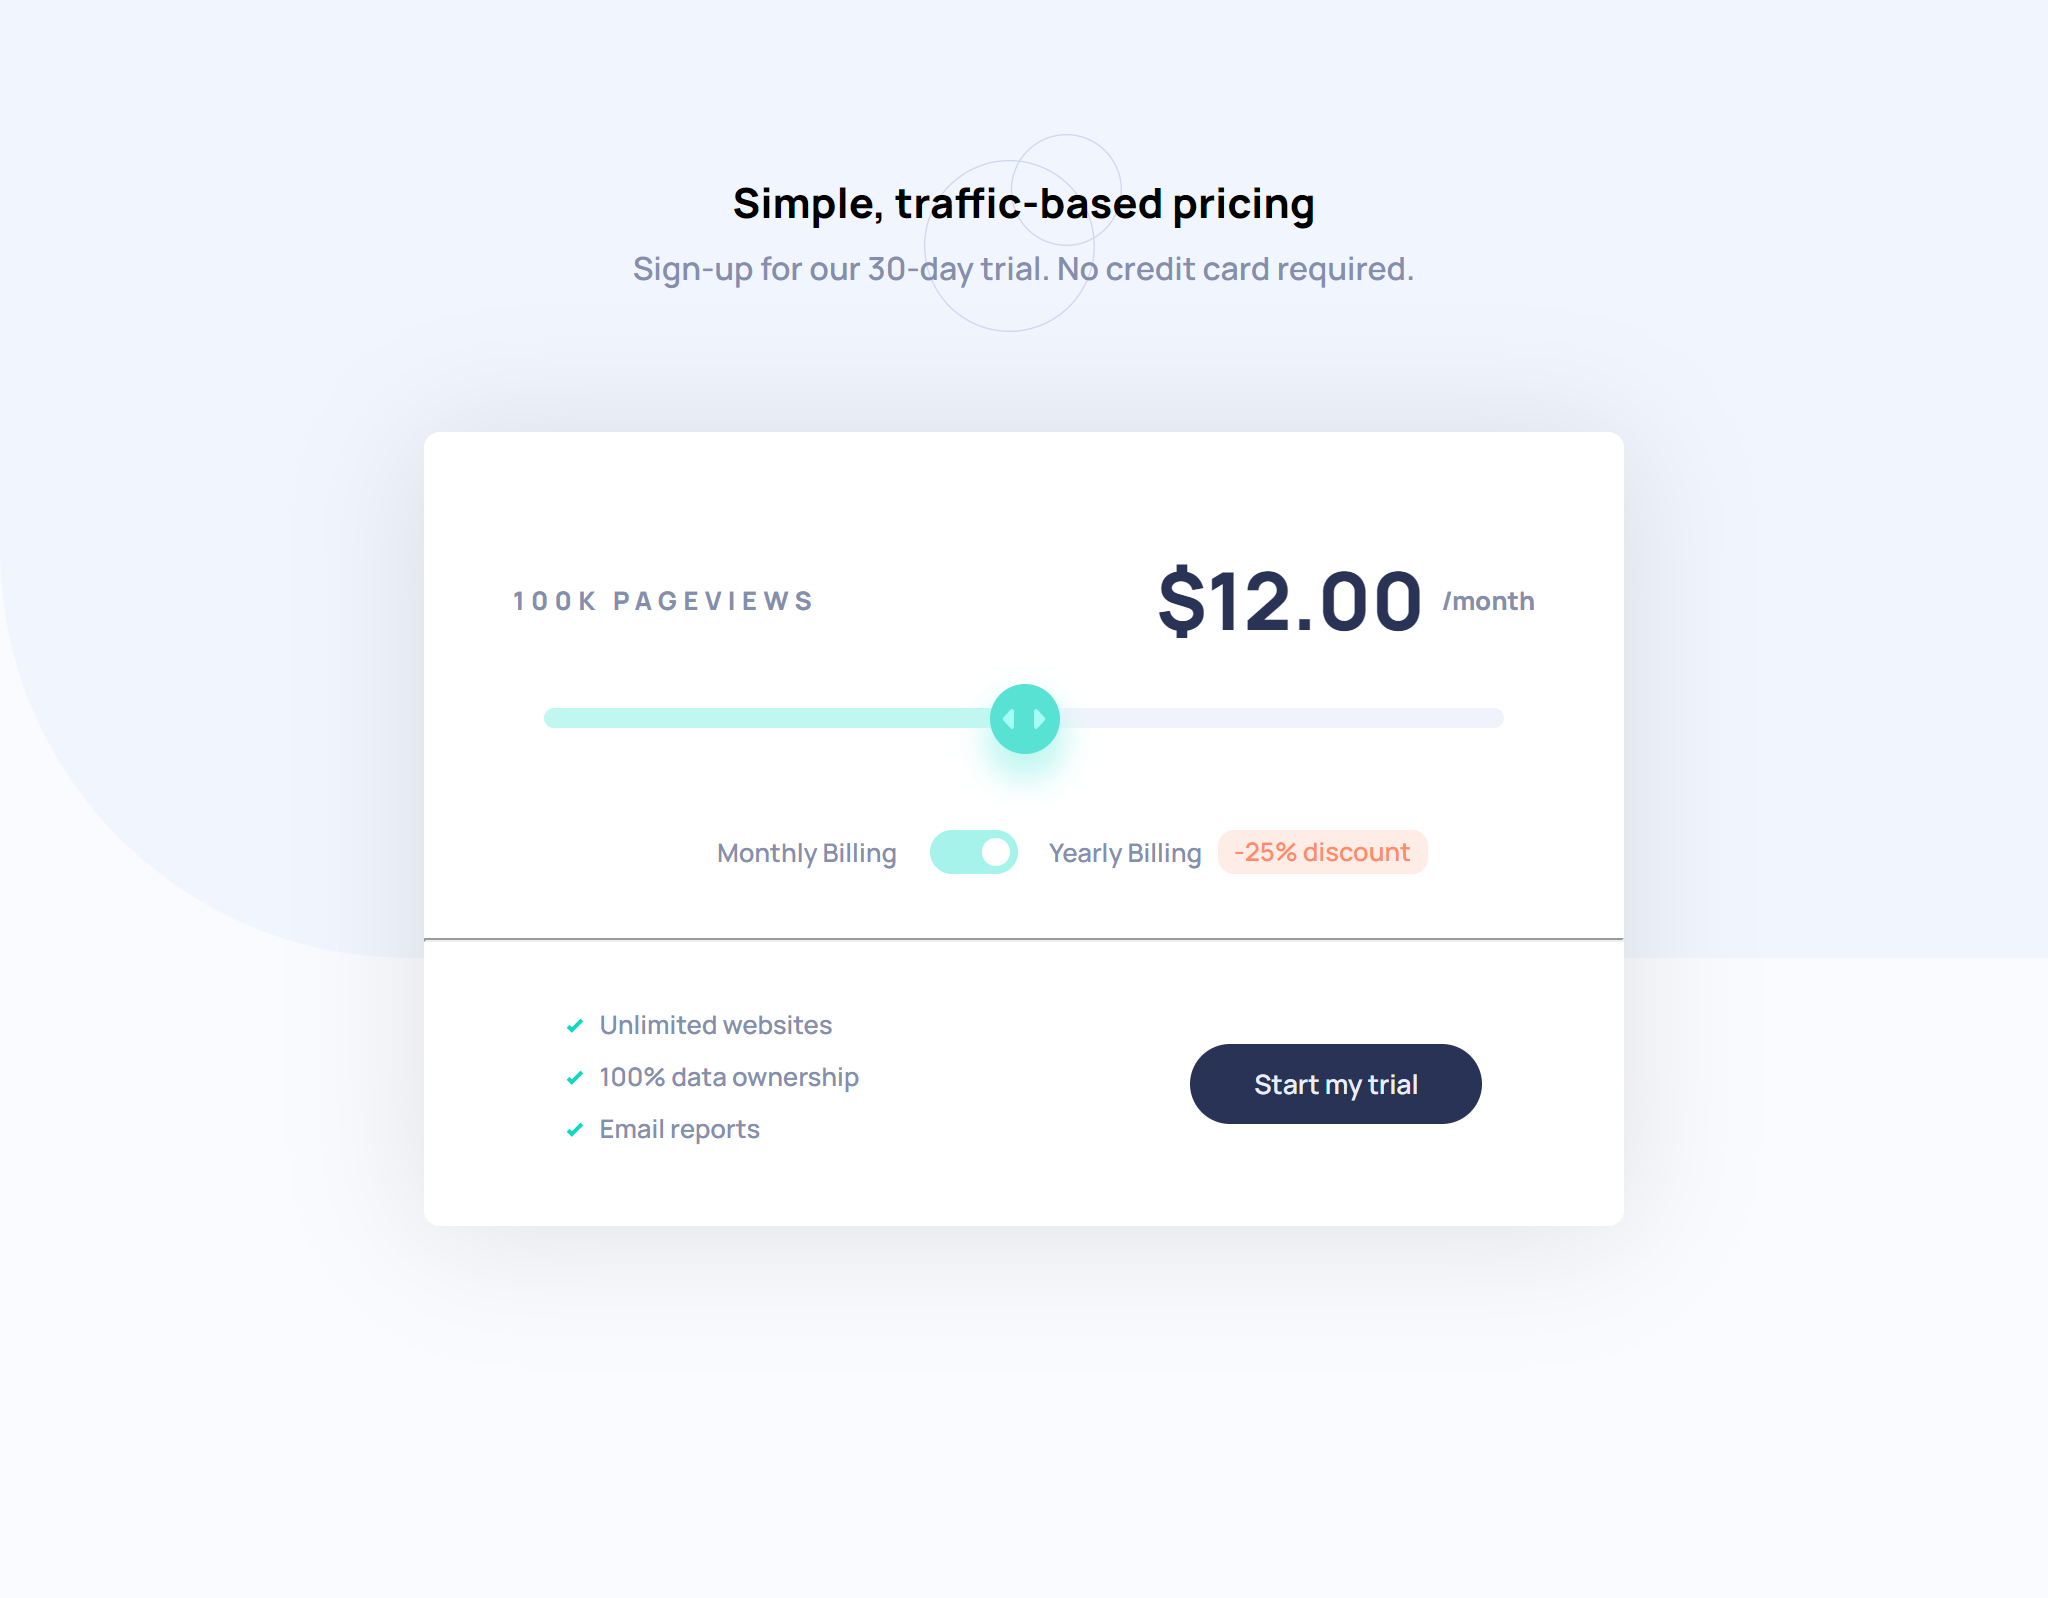 Simple, traffic-based pricing
Sign-up for our 30-day trial. No credit card required.
100K PAGEVIEWS
$12.00 /month
Monthly Billing
Yearly Billing
-25% discount
Unlimited websites
100% data ownership
Email reports
Start my trial